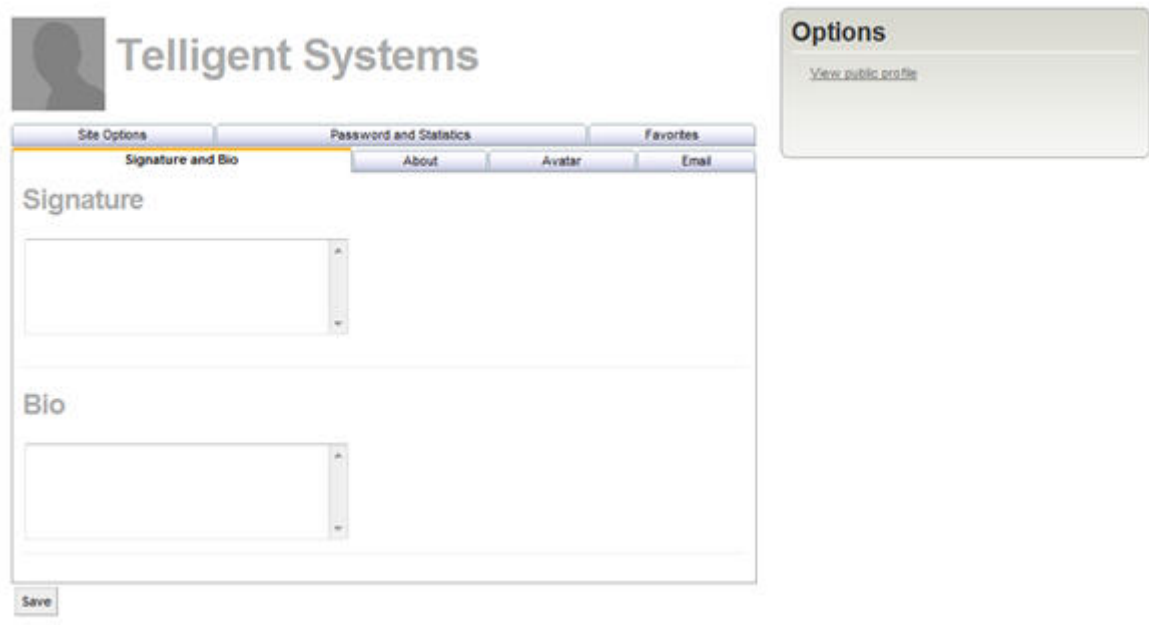 Telligent Systems
Site Options Password and Statistics Favorites
Signature and Bio About Avatar Email
Signature
Bio
Save
Options
View public profile